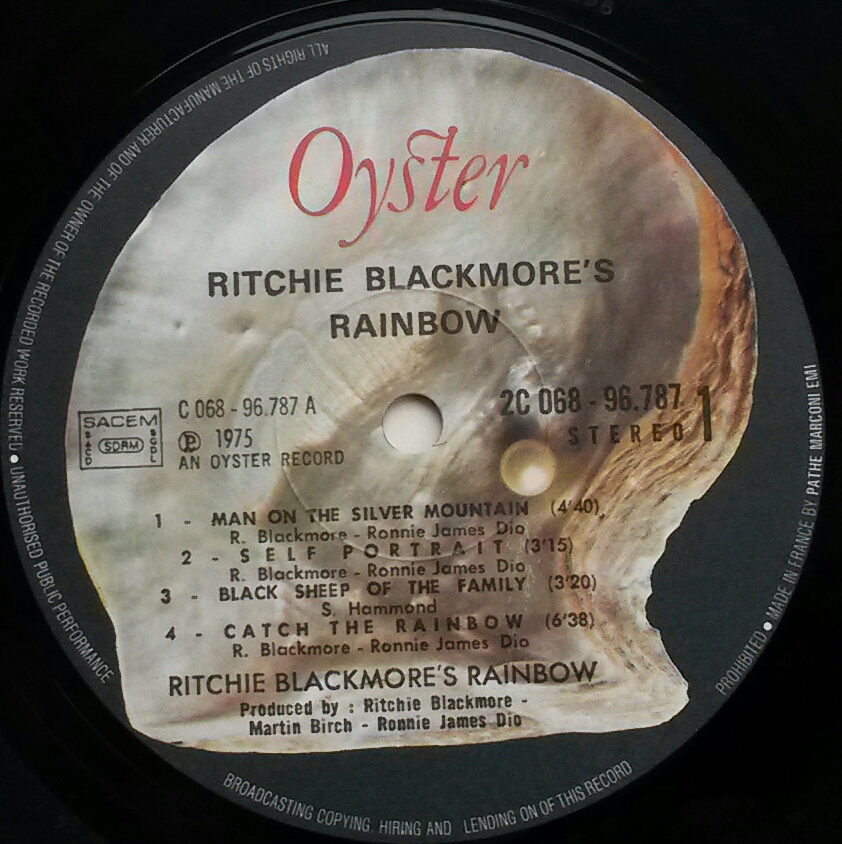 Oyster
RITCHIE BLACKMORE'S
RAINBOW
SACEM
SACD
SDRM
SGDL
C 068 - 96.787 A
Ⓟ 1975
AN OYSTER RECORD
2C 068 - 96.787
STEREO
1
1 - MAN ON THE SILVER MOUNTAIN (4'40)
R. Blackmore - Ronnie James Dio
2 - SELF PORTRAIT (3'15)
R. Blackmore - Ronnie James Dio
3 - BLACK SHEEP OF THE FAMILY (3'20)
S. Hammond
4 - CATCH THE RAINBOW (6'38)
R. Blackmore - Ronnie James Dio
RITCHIE BLACKMORE'S RAINBOW
Produced by : Ritchie Blackmore -
Martin Birch - Ronnie James Dio
ALL RIGHTS OF THE MANUFACTURER AND OF THE OWNER OF THE RECORDED WORK RESERVED • UNAUTHORISED PUBLIC PERFORMANCE
BROADCASTING COPYING, HIRING AND LENDING ON OF THIS RECORD
PROHIBITED • MADE IN FRANCE BY PATHE MARCONI EMI